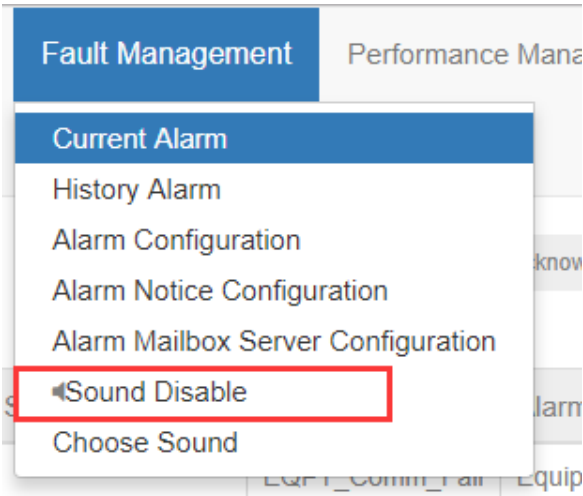 Fault Management Performance
Current Alarm
History Alarm
Alarm Configuration
Alarm Notice Configuration
Alarm Mailbox Server Configuration
Sound Disable
Choose Sound